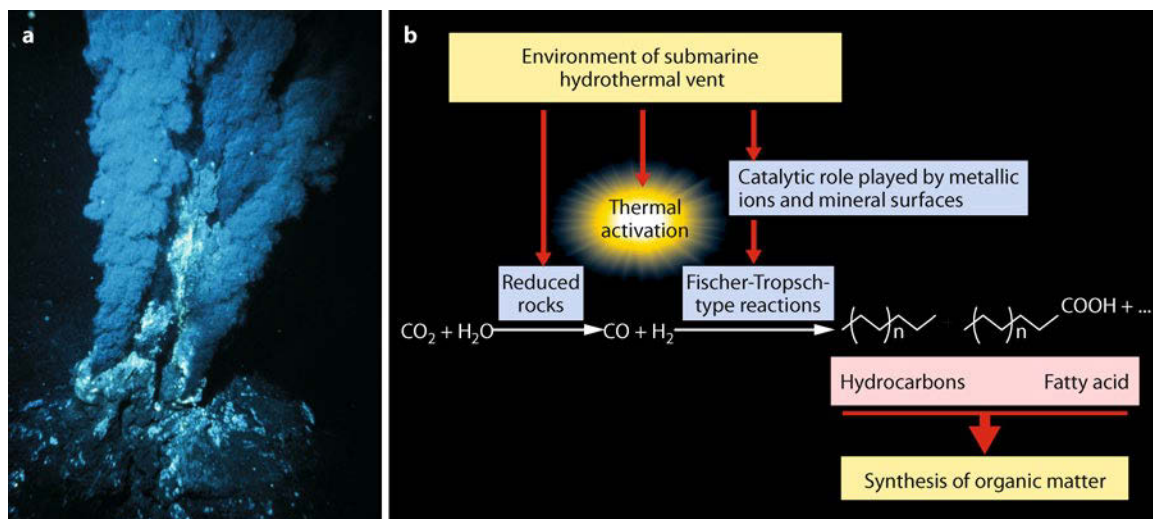 a
b
Environment of submarine
hydrothermal vent
Catalytic role played by metallic
ions and mineral surfaces
Thermal
activation
Reduced
rocks
Fischer-Tropsch-
type reactions
CO₂ + H₂O
CO + H₂
n
n
COOH + ...
Hydrocarbons
Fatty acid
Synthesis of organic matter